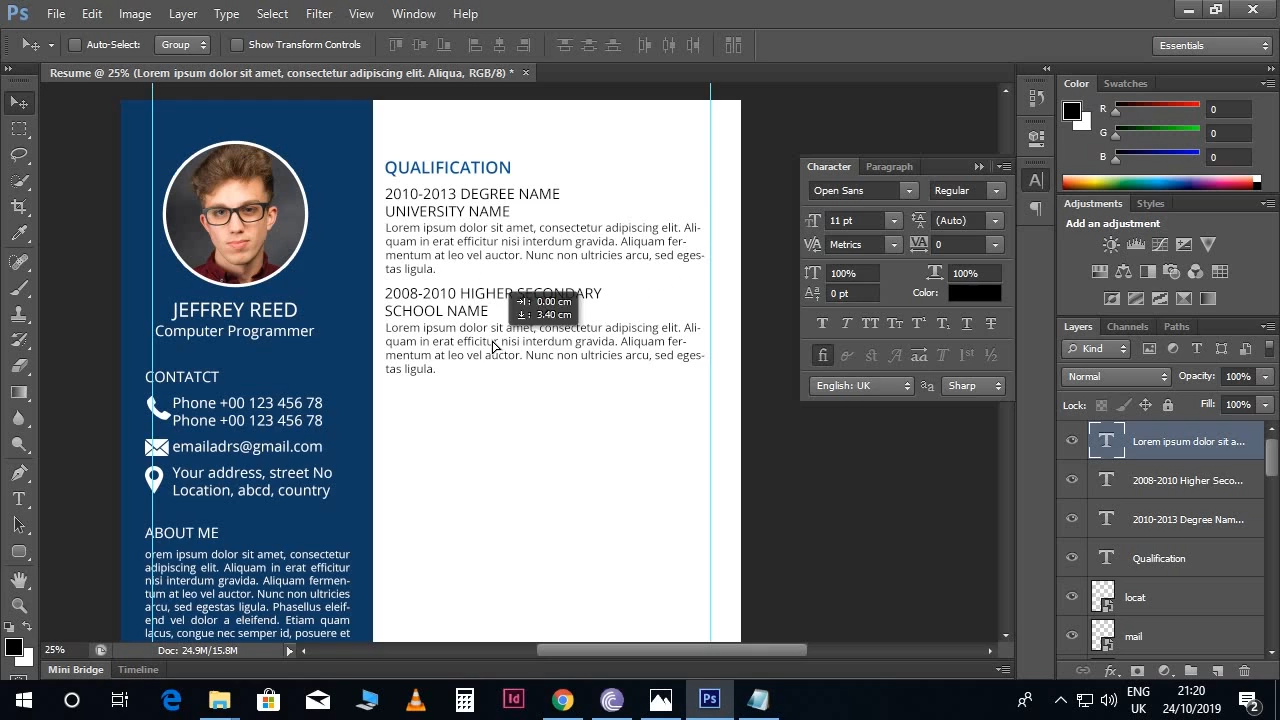 Ps File Edit Image Layer Type Select Filter View Window Help
Auto-Select: Group Show Transform Controls Essentials
Resume @ 25% (Lorem ipsum dolor sit amet, consectetur adipiscing elit. Aliqua, RGB/8) * ×
JEFFREY REED
Computer Programmer
CONTATCT
Phone +00 123 456 78
Phone +00 123 456 78
emailadrs@gmail.com
Your address, street No
Location, abcd, country
ABOUT ME
orem ipsum dolor sit amet, consectetur
adipiscing elit. Aliquam in erat efficitur
nisi interdum gravida. Aliquam fermen-
tum at leo vel auctor. Nunc non ultricies
arcu, sed egestas ligula. Phasellus eleif-
end vel dolor a eleifend. Etiam quam
lacus, congue nec semper id, posuere et
QUALIFICATION
2010-2013 DEGREE NAME
UNIVERSITY NAME
Lorem ipsum dolor sit amet, consectetur adipiscing elit. Ali-
quam in erat efficitur nisi interdum gravida. Aliquam fer-
mentum at leo vel auctor. Nunc non ultricies arcu, sed eges-
tas ligula.
2008-2010 HIGHER SECONDARY
SCHOOL NAME
Lorem ipsum dolor sit amet, consectetur adipiscing elit. Ali-
quam in erat efficitur nisi interdum gravida. Aliquam fer-
mentum at leo vel auctor. Nunc non ultricies arcu, sed eges-
tas ligula.
: 0.00 cm
: 3.40 cm
Character Paragraph
Open Sans Regular
11 pt (Auto)
Metrics 0
100% 100%
0 pt Color:
English: UK aa Sharp
Color Swatches
R 0
G 0
B 0
Adjustments Styles
Add an adjustment
Layers Channels Paths
Kind
Normal Opacity: 100%
Lock: Fill: 100%
Lorem ipsum dolor sit a...
2008-2010 Higher Seco...
2010-2013 Degree Nam...
Qualification
locat
mail
25% Doc: 24.9M/15.8M
Mini Bridge Timeline
ENG 21:20
UK 24/10/2019 2